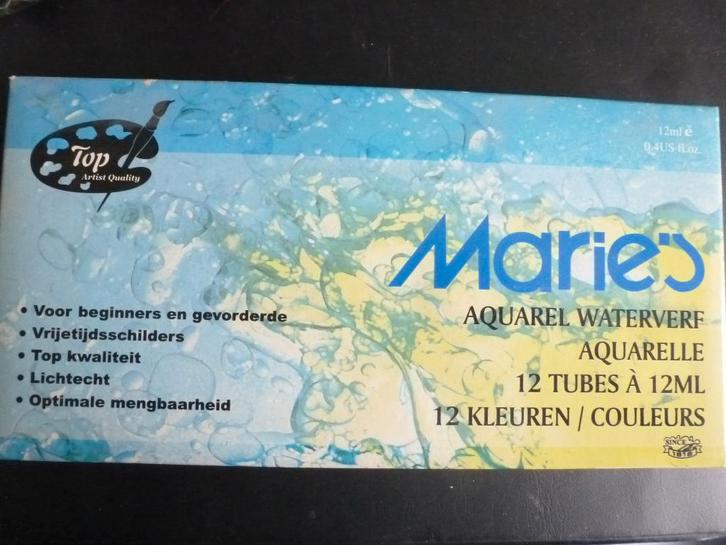 Top
Artist Quality
12ml e
0.4US fl.oz.
Marie's
AQUAREL WATERVERF
AQUARELLE
12 TUBES À 12ML
12 KLEUREN / COULEURS
• Voor beginners en gevorderde
• Vrijetijdsschilders
• Top kwaliteit
• Lichtecht
• Optimale mengbaarheid
SINCE